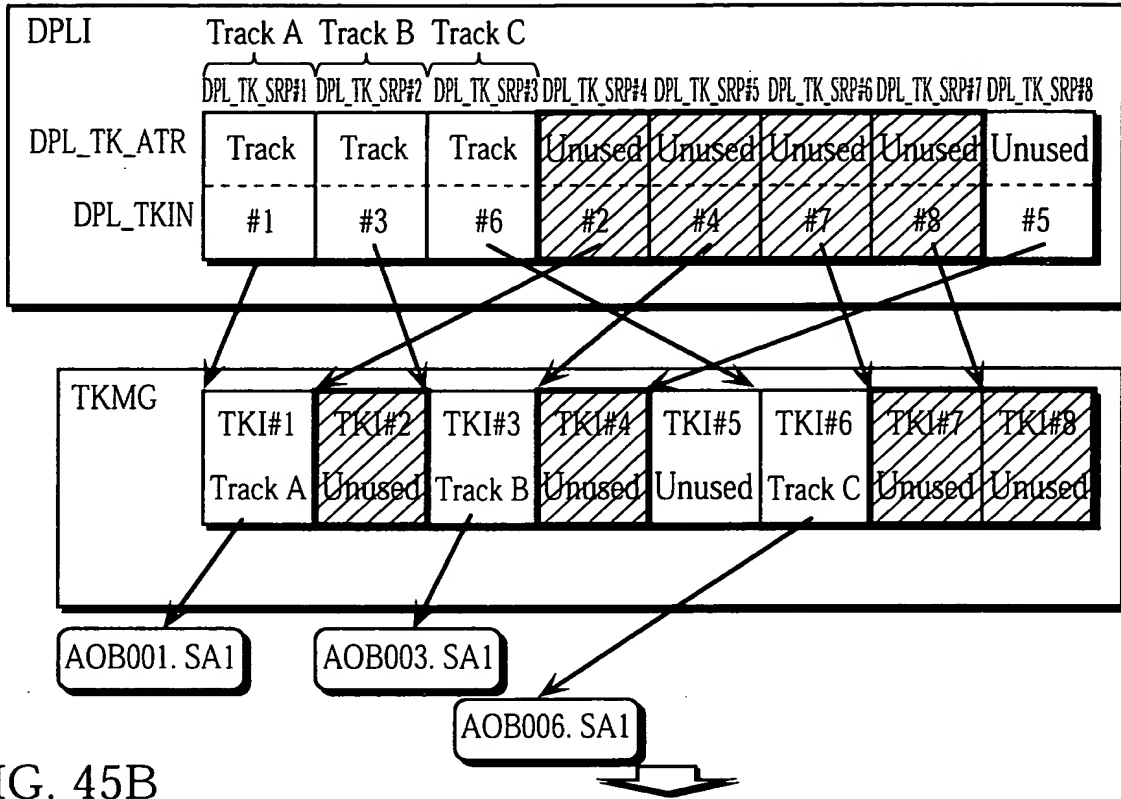 DPLI
Track A Track B Track C
DPL_TK_SRP#1 DPL_TK_SRP#2 DPL_TK_SRP#3 DPL_TK_SRP#4 DPL_TK_SRP#5 DPL_TK_SRP#6 DPL_TK_SRP#7 DPL_TK_SRP#8
DPL_TK_ATR Track Track Track Unused Unused Unused Unused Unused
DPL_TKIN #1 #3 #6 #2 #4 #7 #8 #5
TKMG
TKI#1 TKI#2 TKI#3 TKI#4 TKI#5 TKI#6 TKI#7 TKI#8
Track A Unused Track B Unused Unused Track C Unused Unused
AOB001. SA1 AOB003. SA1
AOB006. SA1
IG. 45B